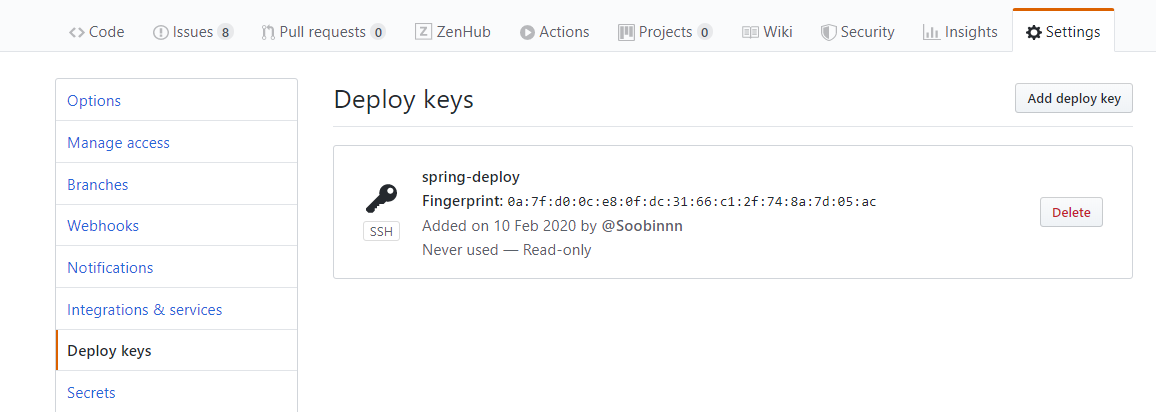 Code Issues 8 Pull requests 0 ZenHub Actions Projects 0 Wiki Security Insights Settings
Options
Manage access
Branches
Webhooks
Notifications
Integrations & services
Deploy keys
Secrets
Deploy keys Add deploy key
spring-deploy
Fingerprint: 0a:7f:d0:0c:e8:0f:dc:31:66:c1:2f:74:8a:7d:05:ac
Added on 10 Feb 2020 by @Soobinnn
Never used — Read-only
SSH
Delete